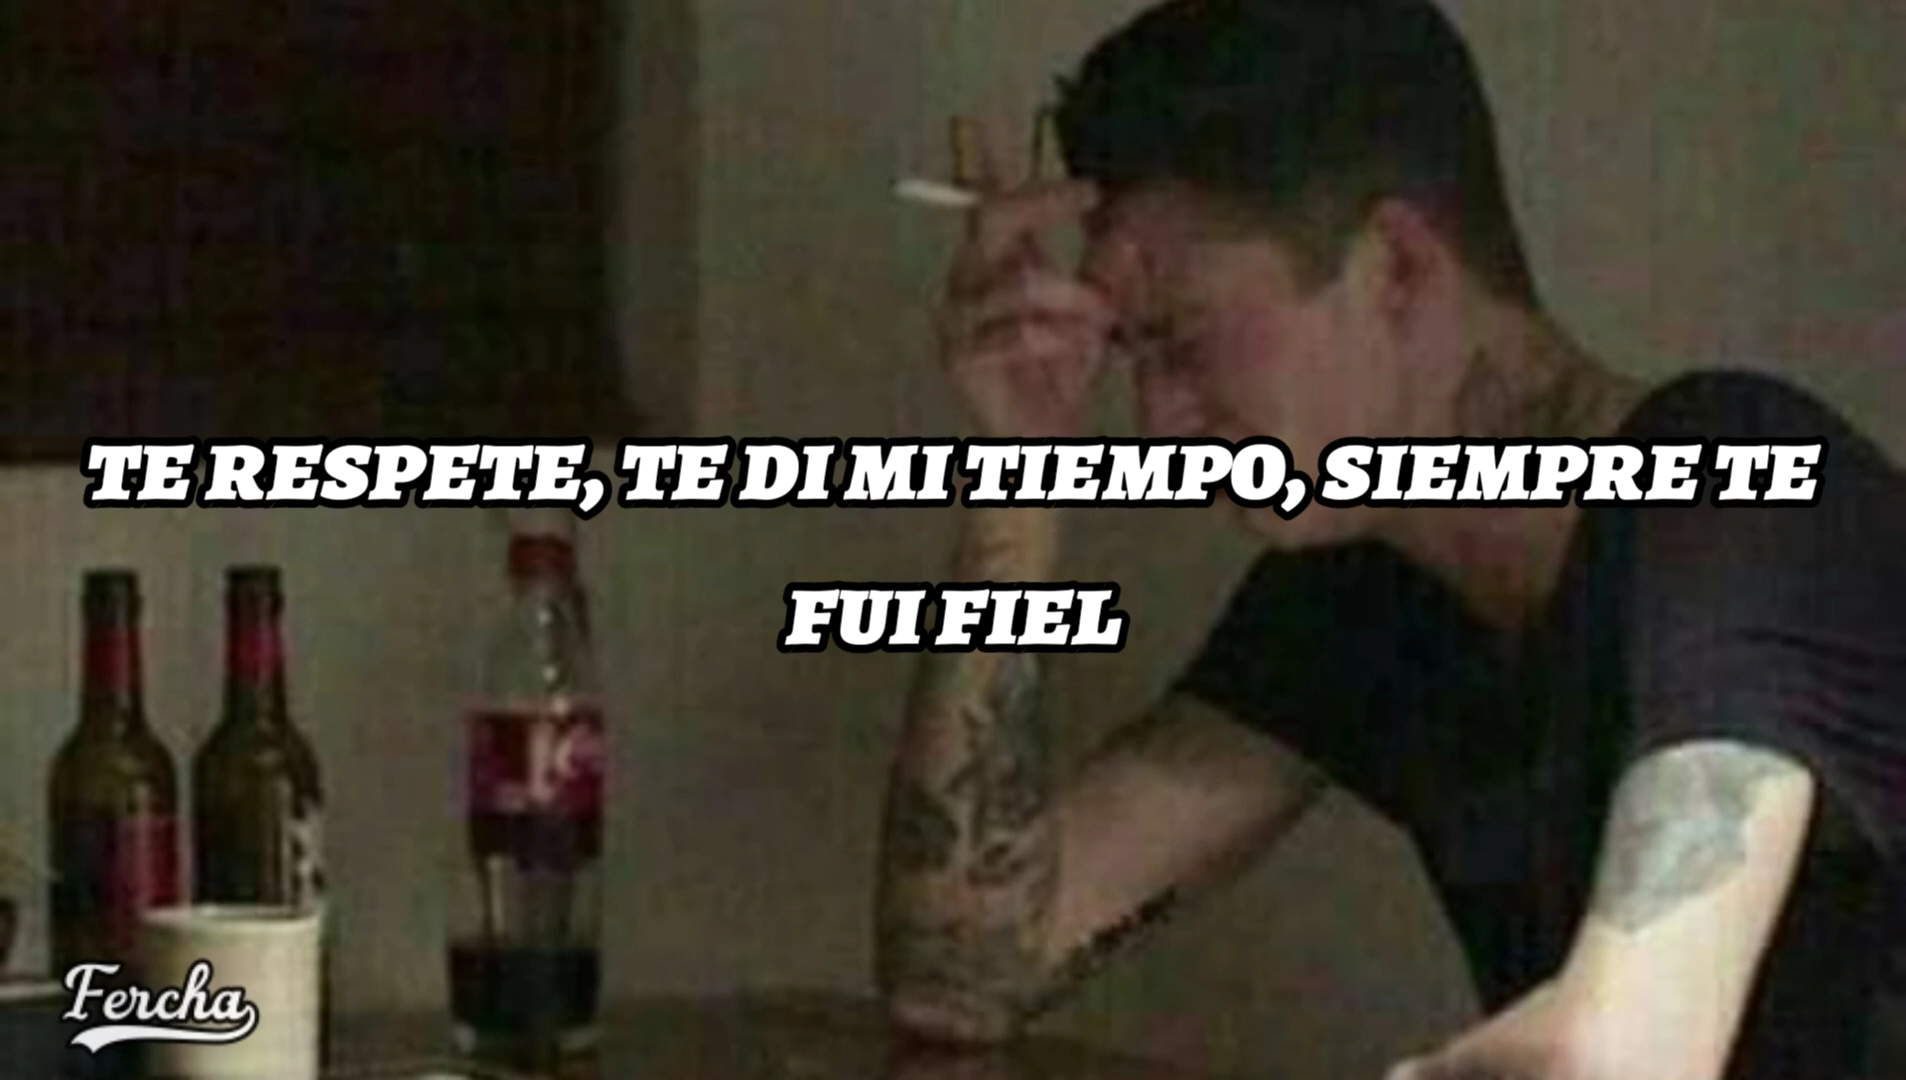 TE RESPETE, TE DI MI TIEMPO, SIEMPRE TE
FUI FIEL
Fercha